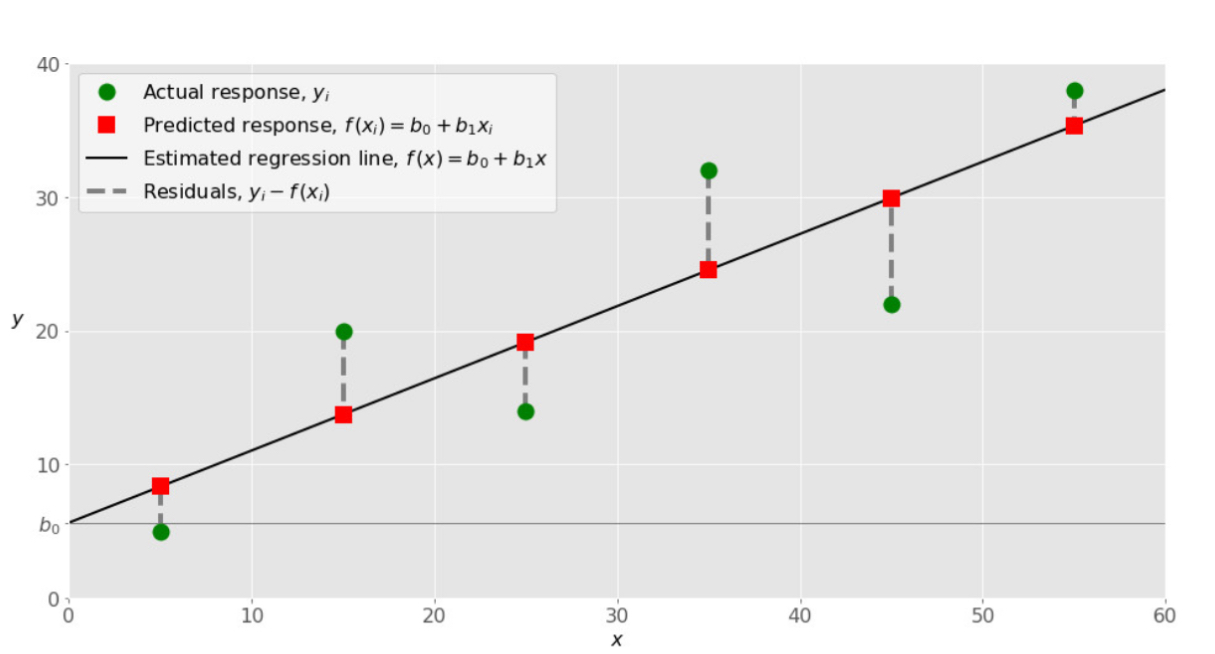 40
Actual response, yᵢ
Predicted response, f(xᵢ) = b₀ + b₁xᵢ
Estimated regression line, f(x) = b₀ + b₁x
Residuals, yᵢ − f(xᵢ)
30
y
20
10
b₀
0
0 10 20 30 40 50 60
x